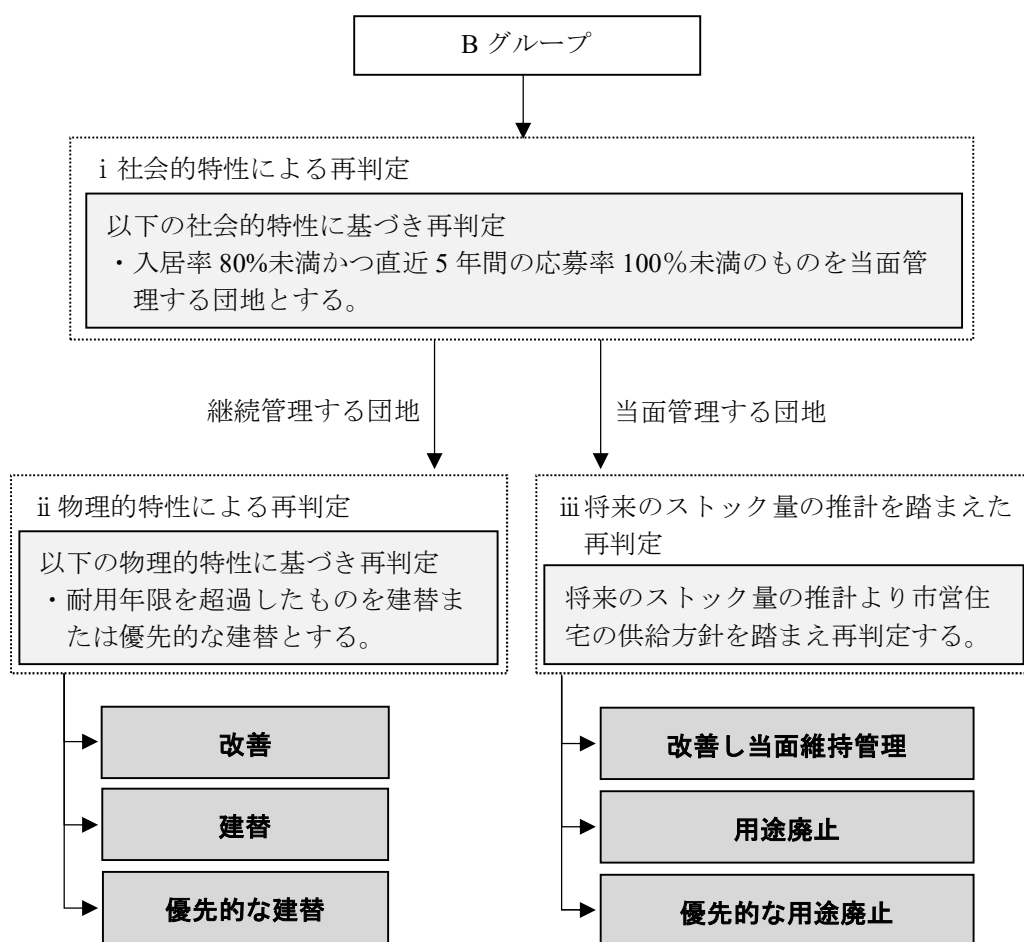 B グループ
ⅰ 社会的特性による再判定
以下の社会的特性に基づき再判定
・入居率 80%未満かつ直近 5 年間の応募率 100%未満のものを当面管
理する団地とする。
継続管理する団地
当面管理する団地
ⅱ 物理的特性による再判定
以下の物理的特性に基づき再判定
・耐用年限を超過したものを建替ま
たは優先的な建替とする。
改善
建替
優先的な建替
ⅲ 将来のストック量の推計を踏まえた
再判定
将来のストック量の推計より市営住
宅の供給方針を踏まえ再判定する。
改善し当面維持管理
用途廃止
優先的な用途廃止